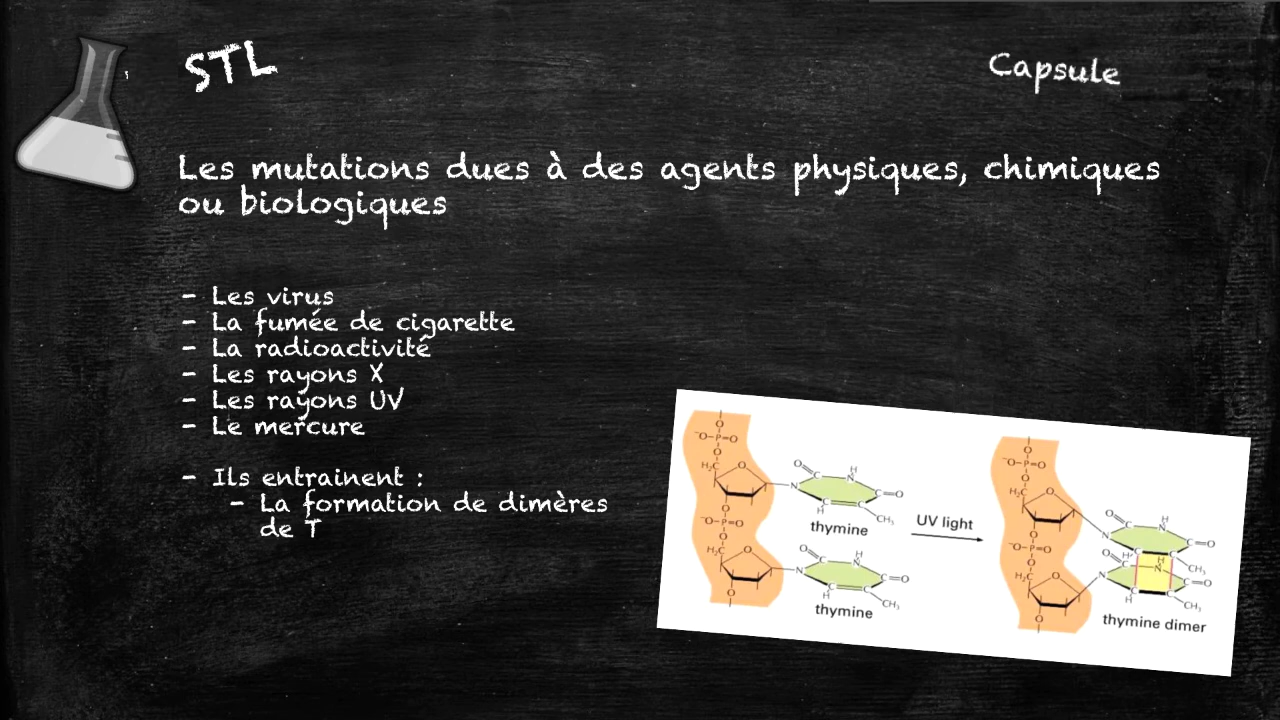 STL
Capsule
Les mutations dues à des agents physiques, chimiques
ou biologiques
- Les virus
- La fumée de cigarette
- La radioactivité
- Les rayons X
- Les rayons UV
- Le mercure
- Ils entrainent :
- La formation de dimères
de T
thymine
thymine
UV light
thymine dimer